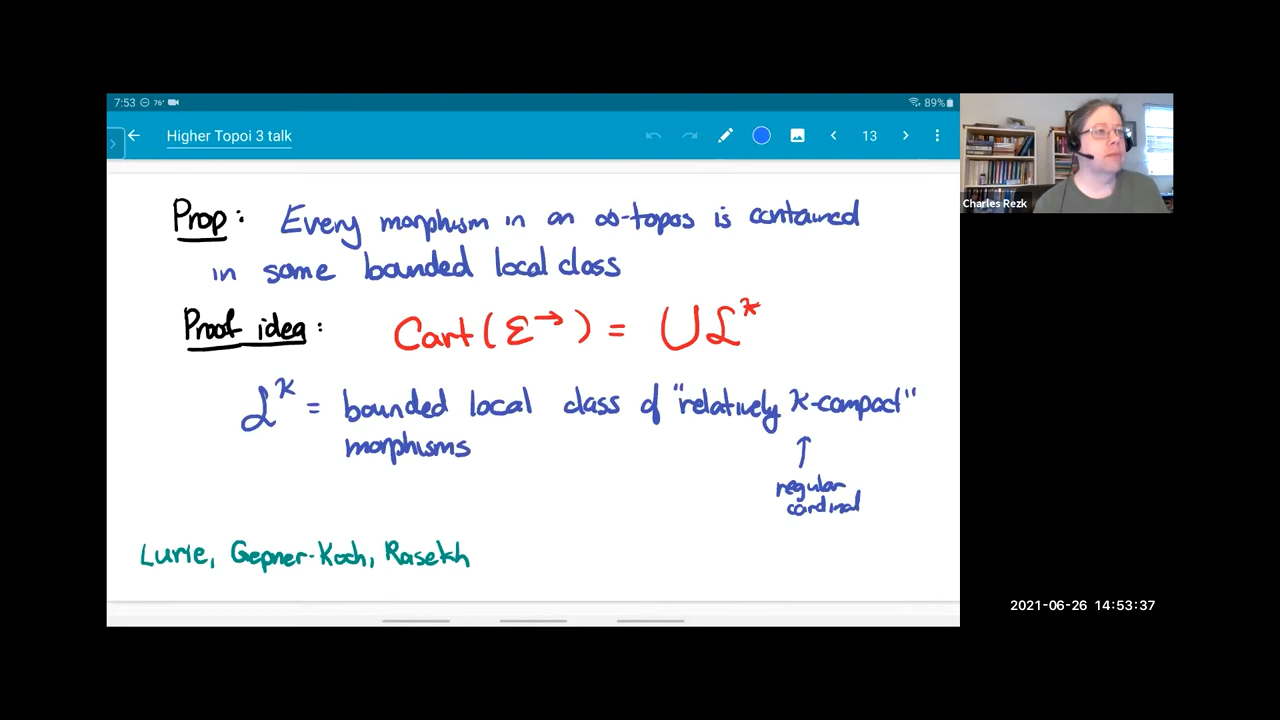 7:53 76° 89%
Higher Topoi 3 talk
13
Charles Rezk
Prop: Every morphism in an ∞-topos is contained
in some bounded local class
Proof idea: Cart(ℰ^→) = ⋃ℒ^κ
ℒ^κ = bounded local class of "relatively κ-compact"
morphisms
↑
regular
cardinal
Lurie, Gepner-Kock, Rasekh
2021-06-26 14:53:37